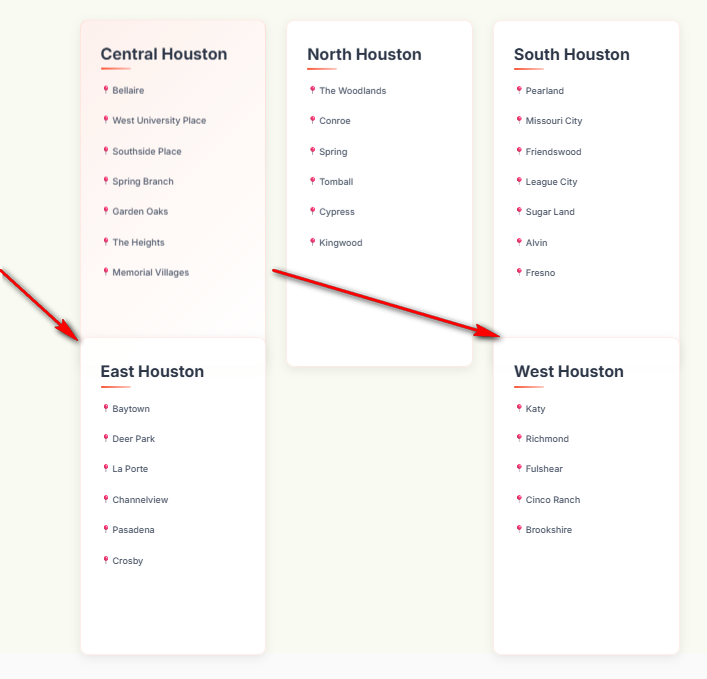 Central Houston
Bellaire
West University Place
Southside Place
Spring Branch
Garden Oaks
The Heights
Memorial Villages
North Houston
The Woodlands
Conroe
Spring
Tomball
Cypress
Kingwood
South Houston
Pearland
Missouri City
Friendswood
League City
Sugar Land
Alvin
Fresno
East Houston
Baytown
Deer Park
La Porte
Channelview
Pasadena
Crosby
West Houston
Katy
Richmond
Fulshear
Cinco Ranch
Brookshire